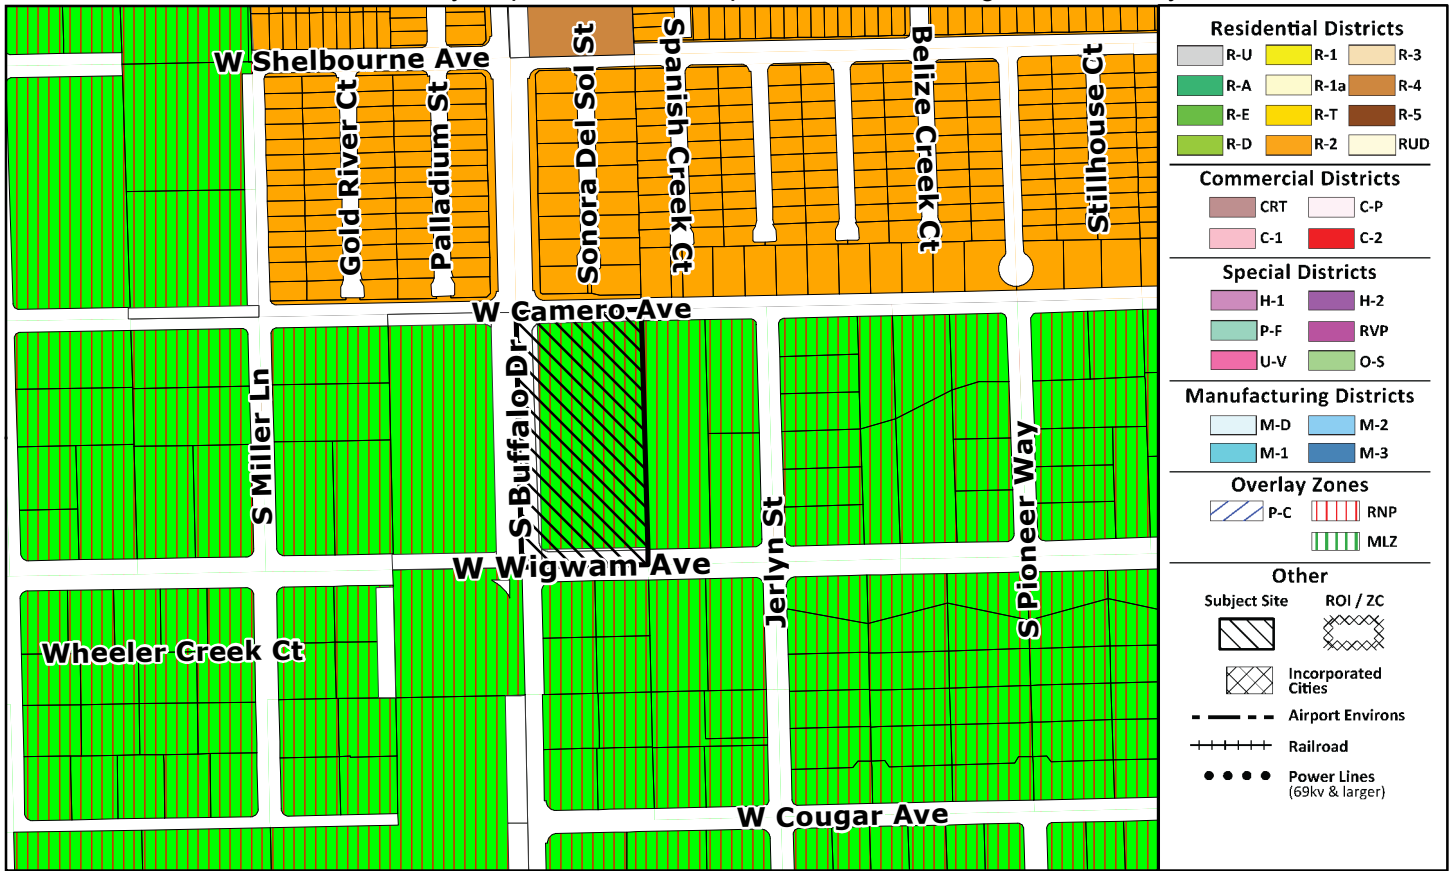 W Shelbourne Ave
Gold River Ct
Palladium St
Sonora Del Sol St
Spanish Creek Ct
Belize Creek Ct
Stillhouse Ct
W Camero Ave
S Miller Ln
S Buffalo Dr
Jerlyn St
S Pioneer Way
W Wigwam Ave
Wheeler Creek Ct
W Cougar Ave
Residential Districts
R-U R-1 R-3
R-A R-1a R-4
R-E R-T R-5
R-D R-2 RUD
Commercial Districts
CRT C-P
C-1 C-2
Special Districts
H-1 H-2
P-F RVP
U-V O-S
Manufacturing Districts
M-D M-2
M-1 M-3
Overlay Zones
P-C RNP
MLZ
Other
Subject Site ROI / ZC
Incorporated
Cities
Airport Environs
Railroad
Power Lines
(69kv & larger)